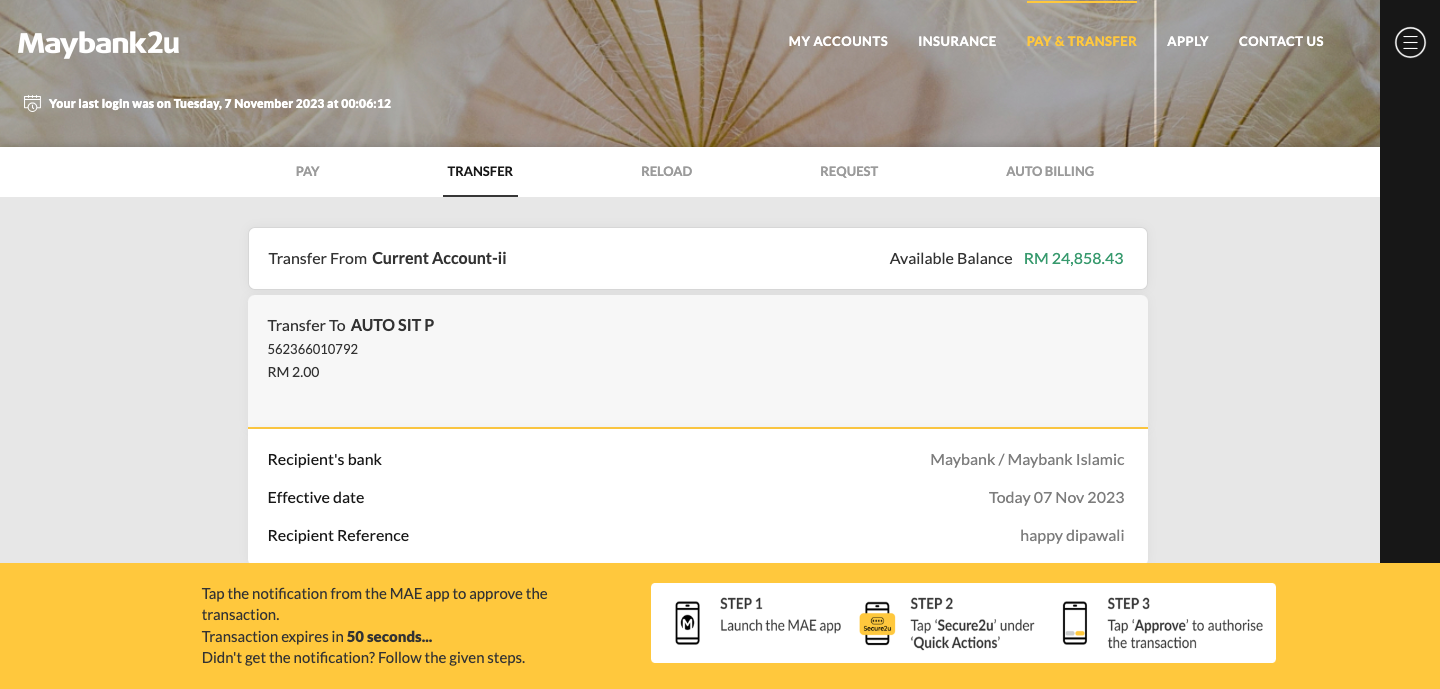 Maybank2u
MY ACCOUNTS INSURANCE PAY & TRANSFER APPLY CONTACT US
Your last login was on Tuesday, 7 November 2023 at 00:06:12
PAY TRANSFER RELOAD REQUEST AUTO BILLING
Transfer From Current Account-ii Available Balance RM 24,858.43
Transfer To AUTO SIT P
562366010792
RM 2.00
Recipient's bank Maybank / Maybank Islamic
Effective date Today 07 Nov 2023
Recipient Reference happy dipawali
Tap the notification from the MAE app to approve the
transaction.
Transaction expires in 50 seconds...
Didn't get the notification? Follow the given steps.
STEP 1
Launch the MAE app
Secure2u
STEP 2
Tap ‘Secure2u’ under
‘Quick Actions’
STEP 3
Tap ‘Approve’ to authorise
the transaction